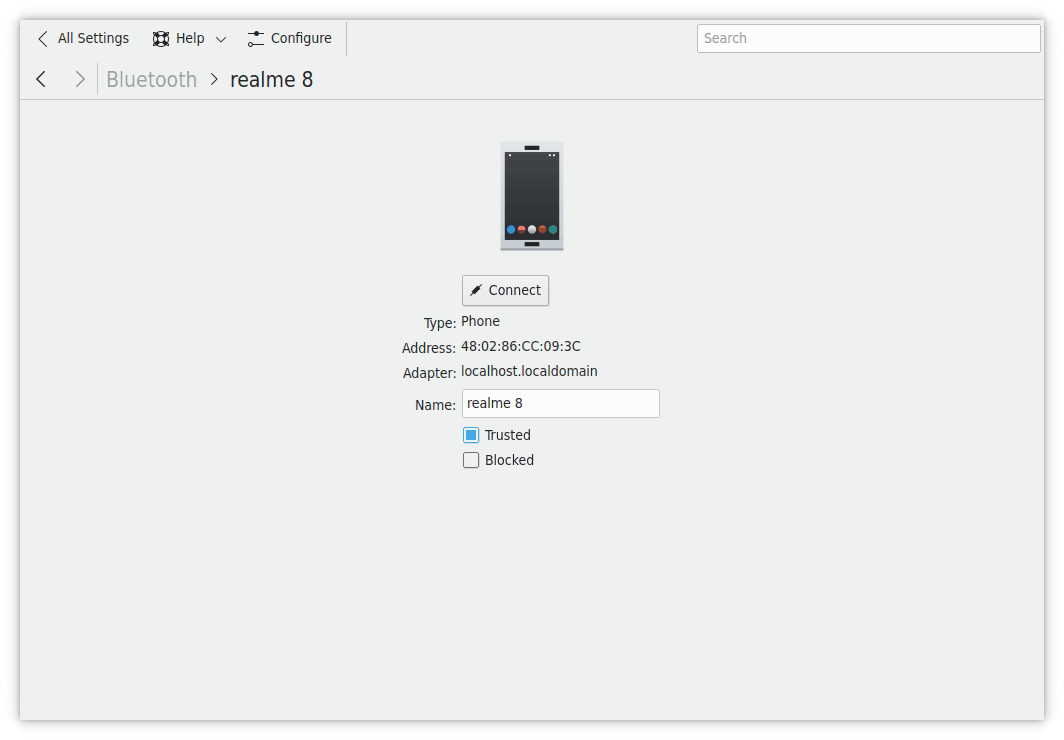 All Settings Help Configure Search
Bluetooth > realme 8
Connect
Type: Phone
Address: 48:02:86:CC:09:3C
Adapter: localhost.localdomain
Name: realme 8
Trusted
Blocked